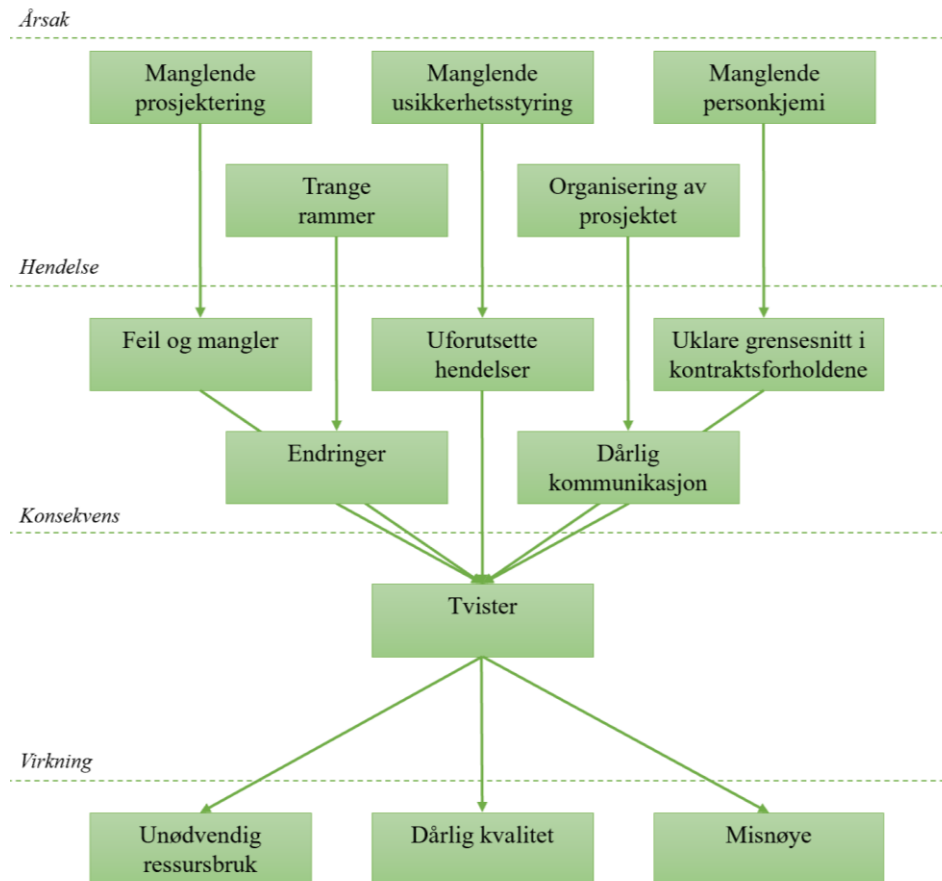 Årsak
Manglende
prosjektering
Manglende
usikkerhetsstyring
Manglende
personkjemi
Trange
rammer
Organisering av
prosjektet
Hendelse
Feil og mangler
Uforutsette
hendelser
Uklare grensesnitt i
kontraktsforholdene
Endringer
Dårlig
kommunikasjon
Konsekvens
Tvister
Virkning
Unødvendig
ressursbruk
Dårlig kvalitet
Misnøye